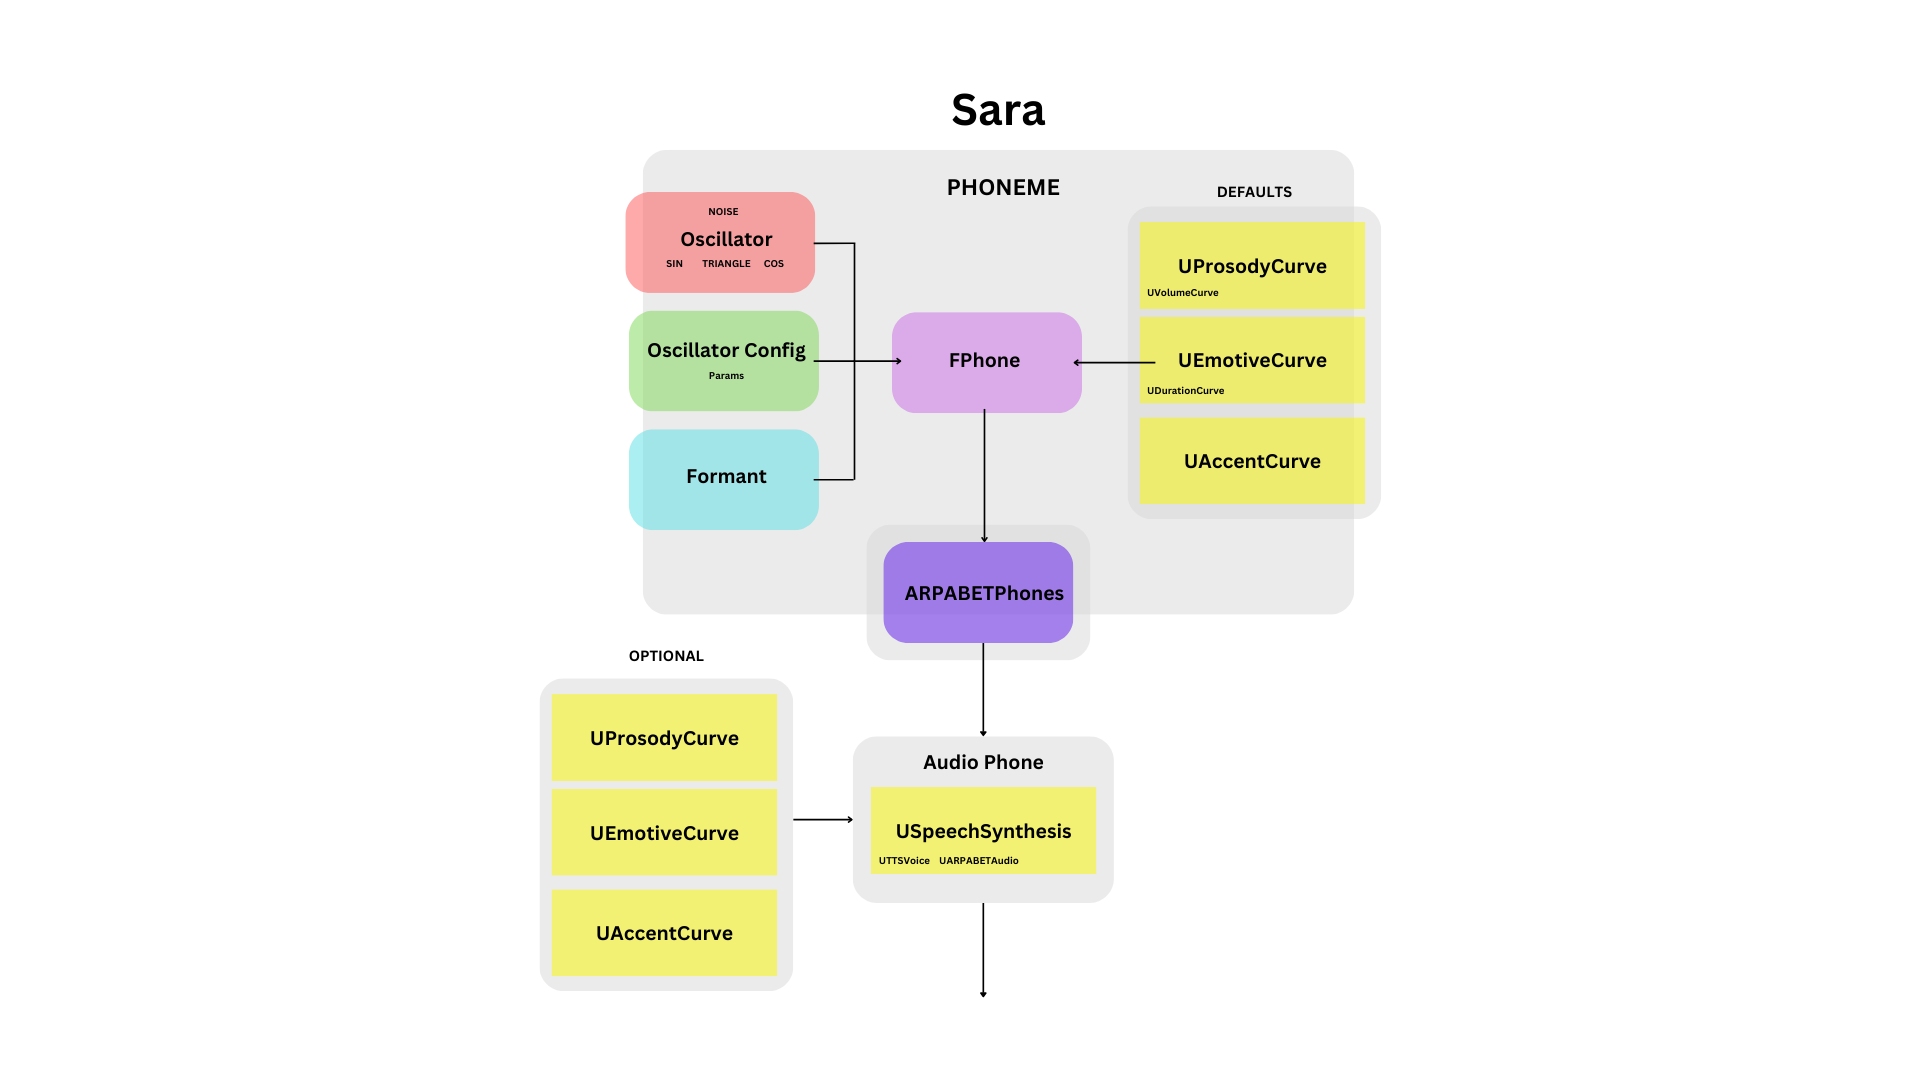 Sara
PHONEME
DEFAULTS
NOISE
Oscillator
SIN TRIANGLE COS
UProsodyCurve
UVolumeCurve
Oscillator Config
Params
FPhone
UEmotiveCurve
UDurationCurve
Formant
UAccentCurve
ARPABETPhones
OPTIONAL
UProsodyCurve
UEmotiveCurve
UAccentCurve
Audio Phone
USpeechSynthesis
UTTSVoice UARPABETAudio